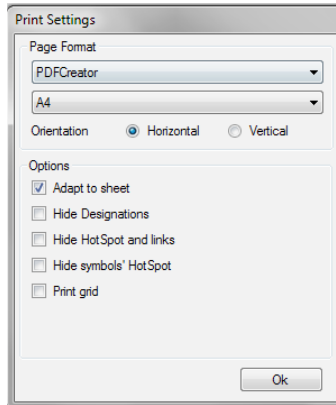 Print Settings
Page Format
PDFCreator
A4
Orientation Horizontal Vertical
Options
Adapt to sheet
Hide Designations
Hide HotSpot and links
Hide symbols' HotSpot
Print grid
Ok